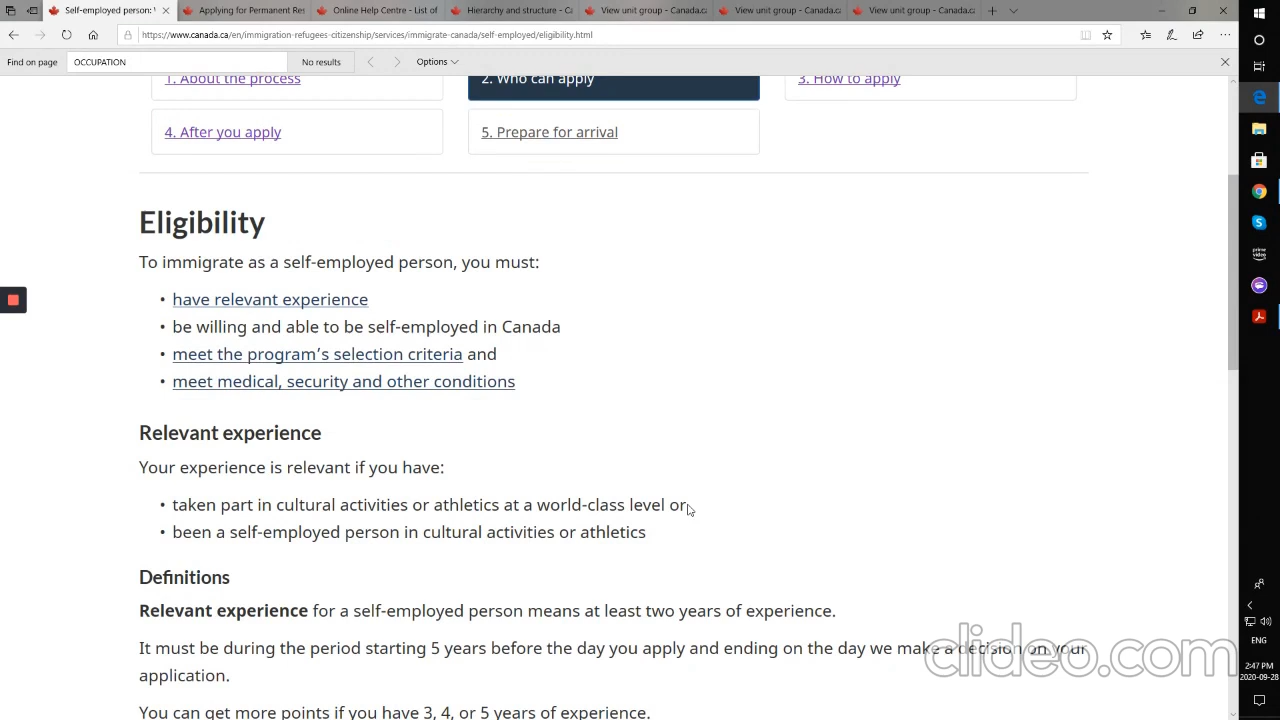 Self-employed person: W
Applying for Permanent Res
Online Help Centre - List of
Hierarchy and structure - Ca
View unit group - Canada.ca
View unit group - Canada.ca
View unit group - Canada.ca
https://www.canada.ca/en/immigration-refugees-citizenship/services/immigrate-canada/self-employed/eligibility.html
Find on page
OCCUPATION
No results
Options
1. About the process
2. Who can apply
3. How to apply
4. After you apply
5. Prepare for arrival
Eligibility
To immigrate as a self-employed person, you must:
• have relevant experience
• be willing and able to be self-employed in Canada
• meet the program's selection criteria and
• meet medical, security and other conditions
Relevant experience
Your experience is relevant if you have:
• taken part in cultural activities or athletics at a world-class level or
• been a self-employed person in cultural activities or athletics
Definitions
Relevant experience for a self-employed person means at least two years of experience.
It must be during the period starting 5 years before the day you apply and ending on the day we make a decision on your
application.
You can get more points if you have 3, 4, or 5 years of experience.
clideo.com
prime video
ENG
2:47 PM
2020-09-28